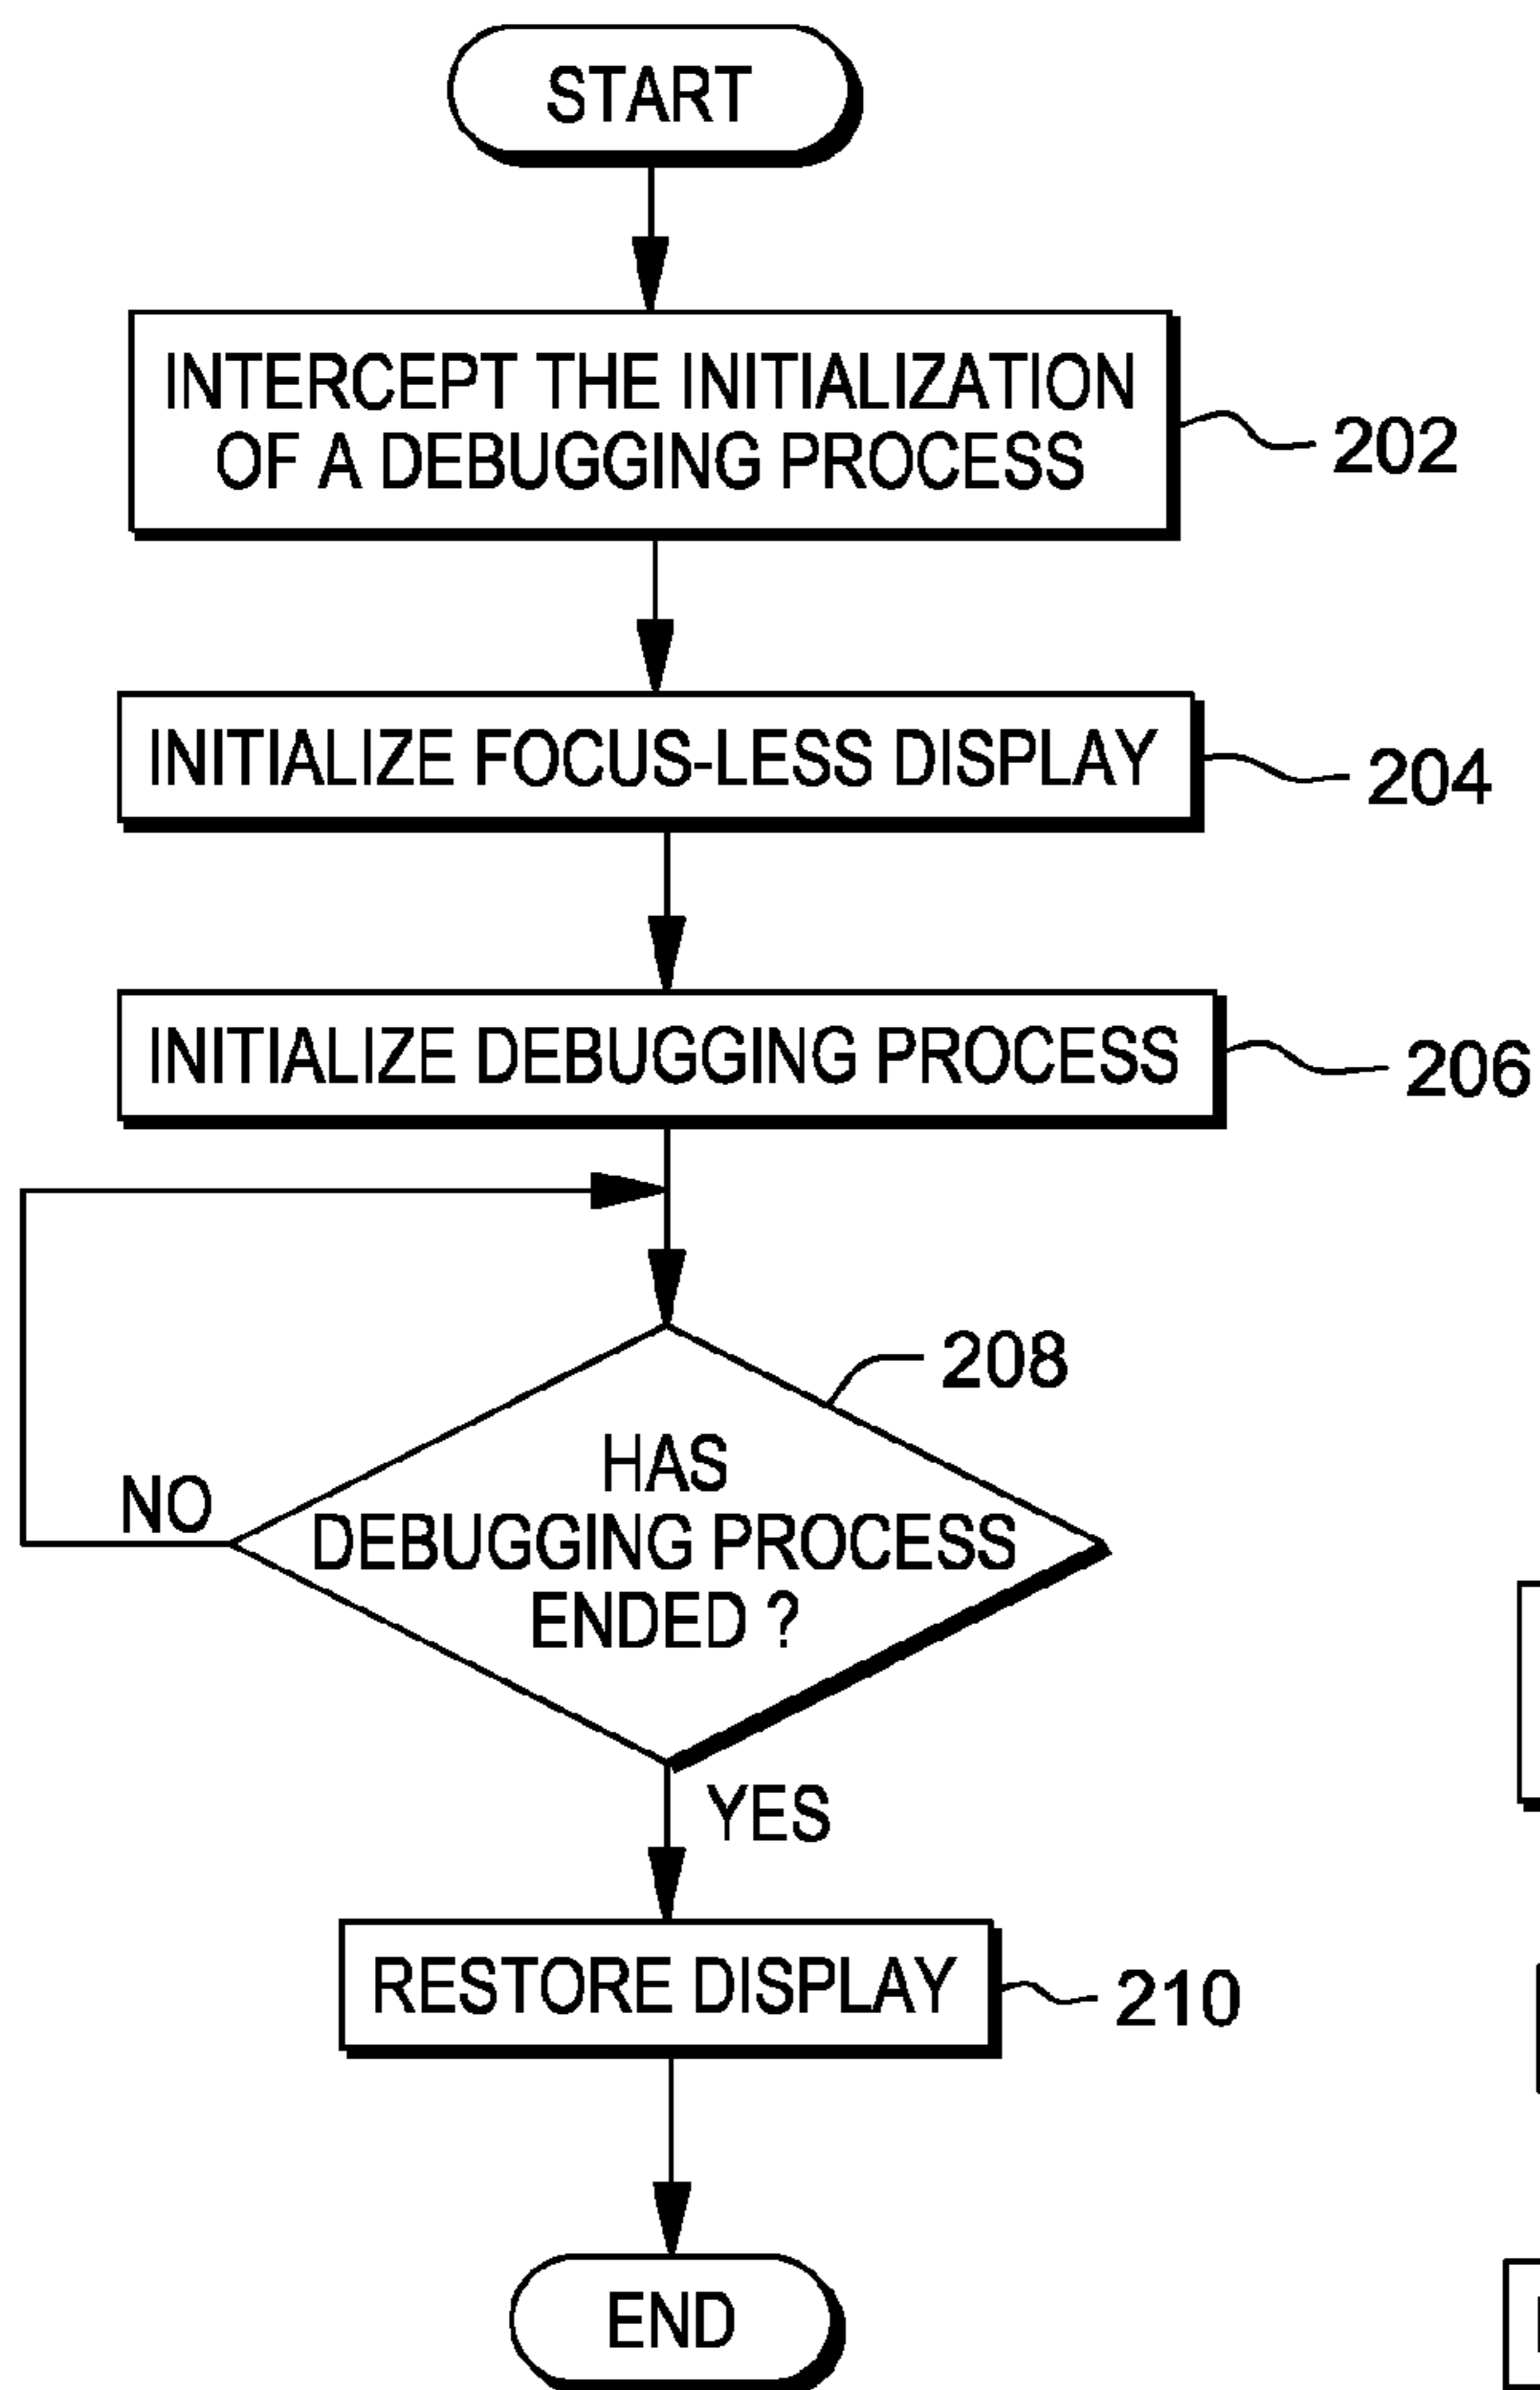 START
INTERCEPT THE INITIALIZATION
OF A DEBUGGING PROCESS
202
INITIALIZE FOCUS-LESS DISPLAY
204
INITIALIZE DEBUGGING PROCESS
206
208
HAS
DEBUGGING PROCESS
ENDED ?
NO
YES
RESTORE DISPLAY
210
END